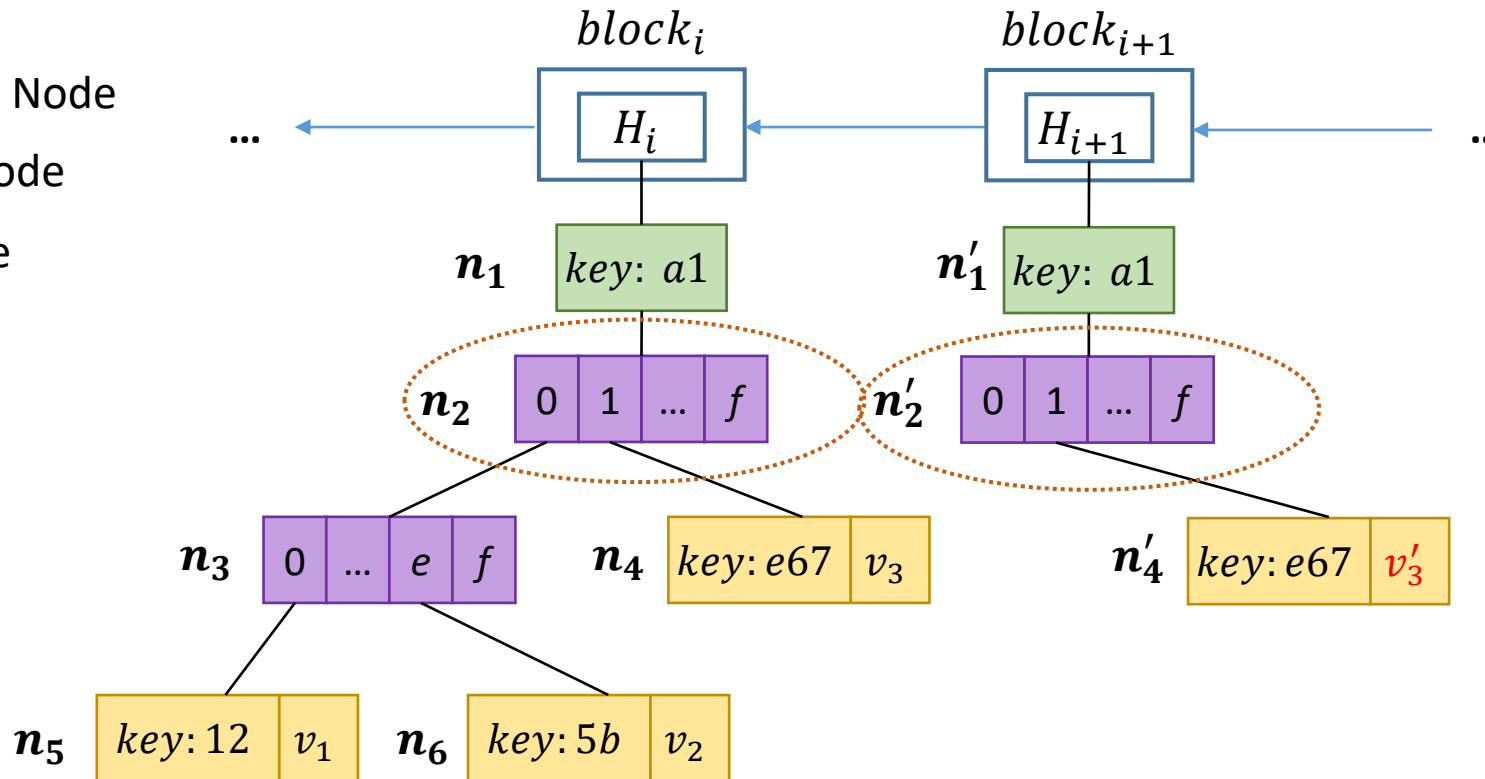 block_i block_{i+1}
Node
... H_i H_{i+1} ..
ode
e
n_1 key: a1 n'_1 key: a1
n_2 0 1 ... f n'_2 0 1 ... f
n_3 0 ... e f n_4 key: e67 v_3 n'_4 key: e67 v'_3
n_5 key: 12 v_1 n_6 key: 5b v_2